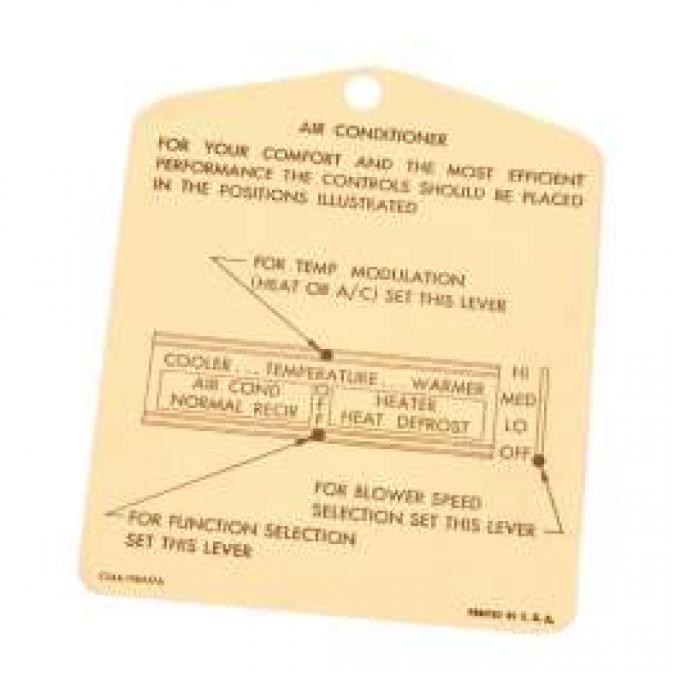 AIR CONDITIONER
FOR YOUR COMFORT AND THE MOST EFFICIENT
PERFORMANCE THE CONTROLS SHOULD BE PLACED
IN THE POSITIONS ILLUSTRATED
FOR TEMP MODULATION
(HEAT OR A/C) SET THIS LEVER
COOLER... TEMPERATURE... WARMER
AIR COND
NORMAL RECIR
OFF
HEATER
HEAT DEFROST
HI
MED
LO
OFF
FOR BLOWER SPEED
SELECTION SET THIS LEVER
FOR FUNCTION SELECTION
SET THIS LEVER
PRINTED IN U.S.A.